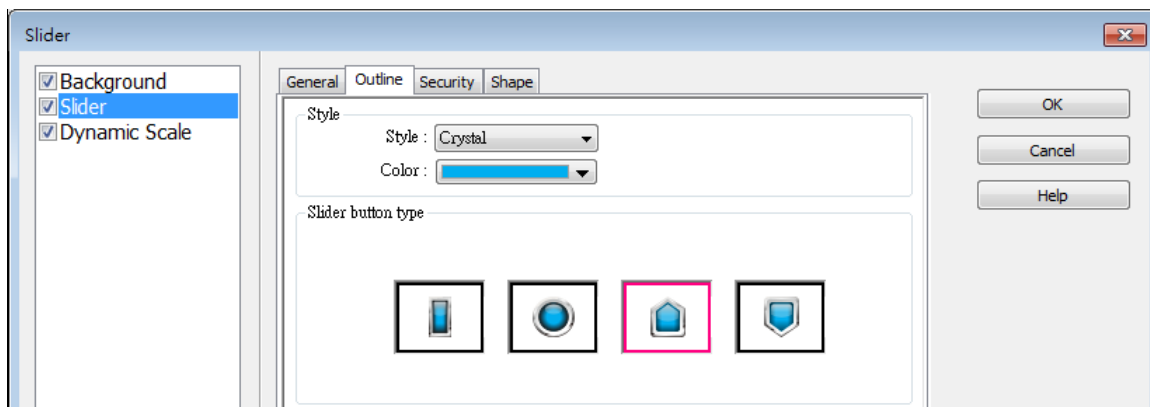 Slider
Background
Slider
Dynamic Scale
General Outline Security Shape
Style
Style : Crystal
Color :
Slider button type
OK
Cancel
Help